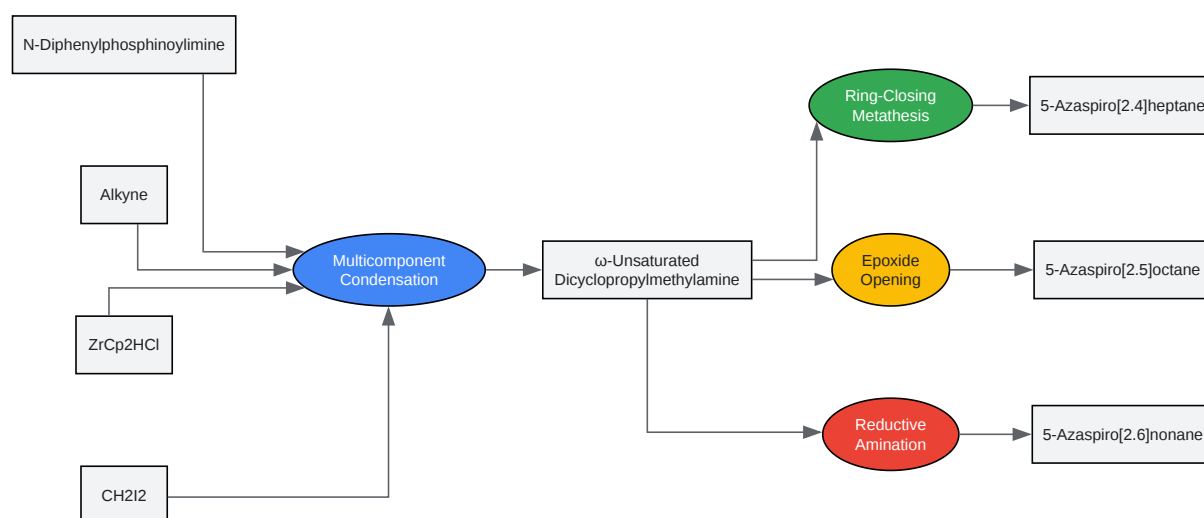 N-Diphenylphosphinoylimine
Alkyne
ZrCp2HCl
CH2I2
Multicomponent
Condensation
ω-Unsaturated
Dicyclopropylmethylamine
Ring-Closing
Metathesis
5-Azaspiro[2.4]heptane
Epoxide
Opening
5-Azaspiro[2.5]octane
Reductive
Amination
5-Azaspiro[2.6]nonane